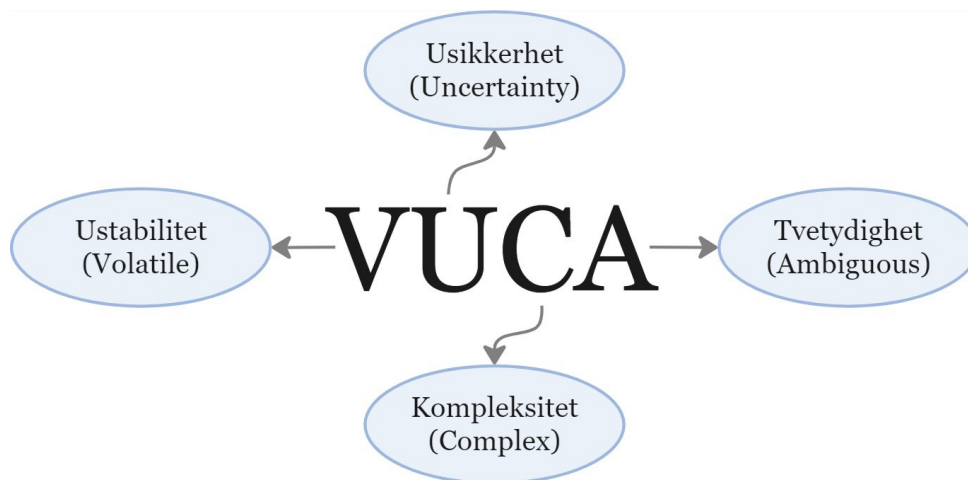 Usikkerhet
(Uncertainty)
Ustabilitet
(Volatile)
VUCA
Tvetydighet
(Ambiguous)
Kompleksitet
(Complex)